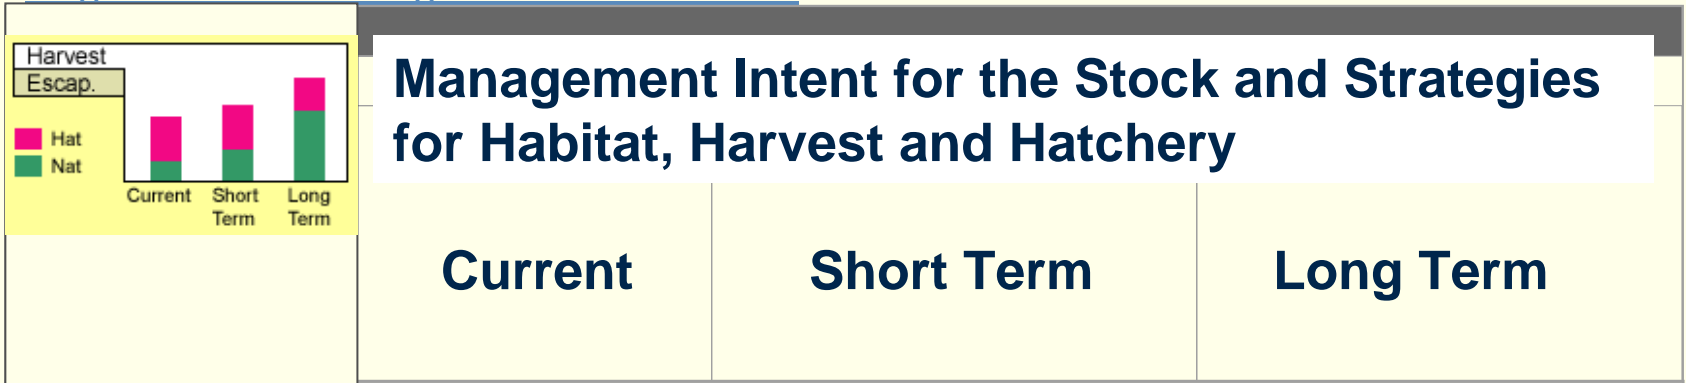 Harvest
Escap.
Hat
Nat
Current Short Long
Term Term
Management Intent for the Stock and Strategies
for Habitat, Harvest and Hatchery
Current Short Term Long Term